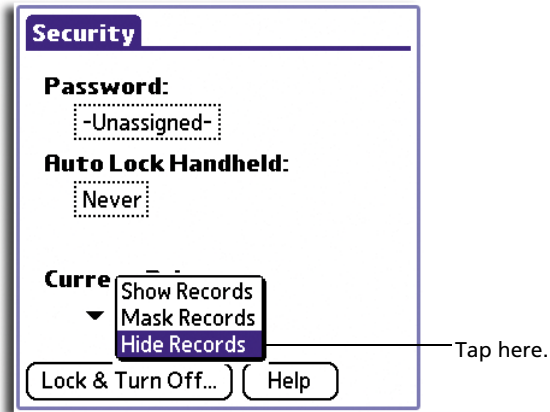 Security
Password:
-Unassigned-
Auto Lock Handheld:
Never
Curre
Show Records
Mask Records
Hide Records
Tap here.
Lock & Turn Off...
Help